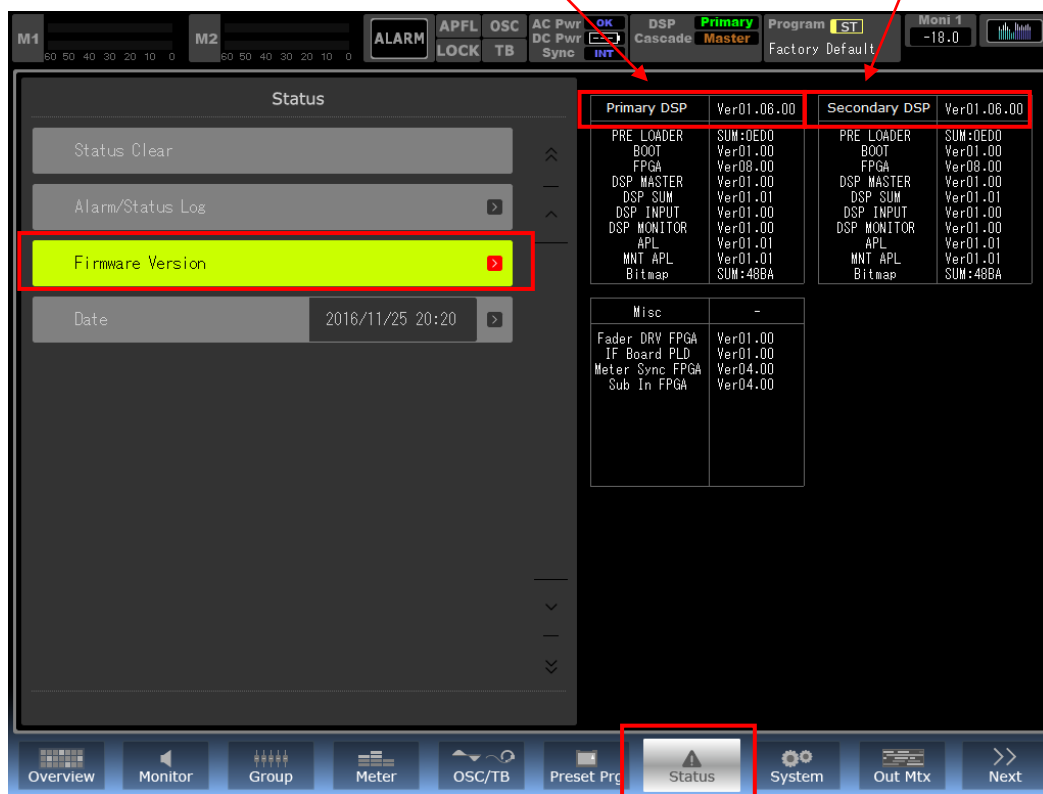 M1
60 50 40 30 20 10 0
M2
60 50 40 30 20 10 0
ALARM
APFL OSC
LOCK TB
AC Pwr OK
DC Pwr ----
Sync INT
DSP Primary
Cascade Master
Program ST
Factory Default
Moni 1
-18.0
Status
Status Clear
Alarm/Status Log
Firmware Version
Date 2016/11/25 20:20
Primary DSP Ver01.06.00
PRE LOADER SUM:0ED0
BOOT Ver01.00
FPGA Ver08.00
DSP MASTER Ver01.00
DSP SUM Ver01.01
DSP INPUT Ver01.00
DSP MONITOR Ver01.00
APL Ver01.01
MNT APL Ver01.01
Bitmap SUM:48BA
Secondary DSP Ver01.06.00
PRE LOADER SUM:0ED0
BOOT Ver01.00
FPGA Ver08.00
DSP MASTER Ver01.00
DSP SUM Ver01.01
DSP INPUT Ver01.00
DSP MONITOR Ver01.00
APL Ver01.01
MNT APL Ver01.01
Bitmap SUM:48BA
Misc -
Fader DRV FPGA Ver01.00
IF Board PLD Ver01.00
Meter Sync FPGA Ver04.00
Sub In FPGA Ver04.00
Overview
Monitor
Group
Meter
OSC/TB
Preset Prg
Status
System
Out Mtx
Next